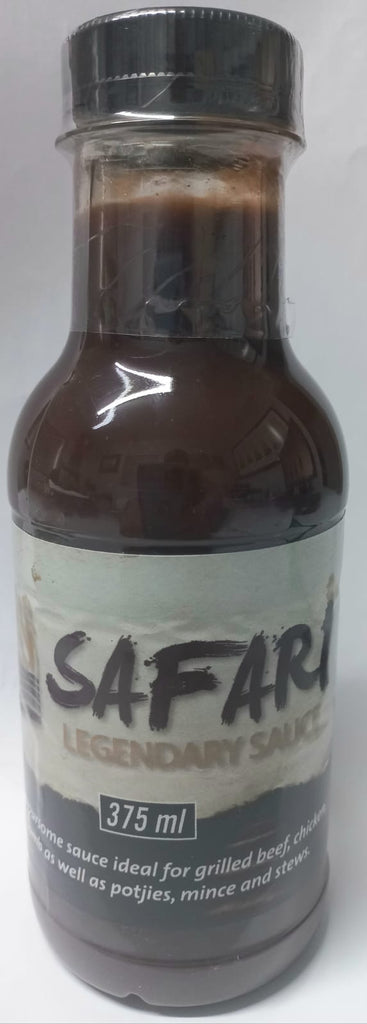 SAFARI
LEGENDARY SAUCE
375 ml
sauce ideal for grilled beef, chicken,
as well as potjies, mince and stews.